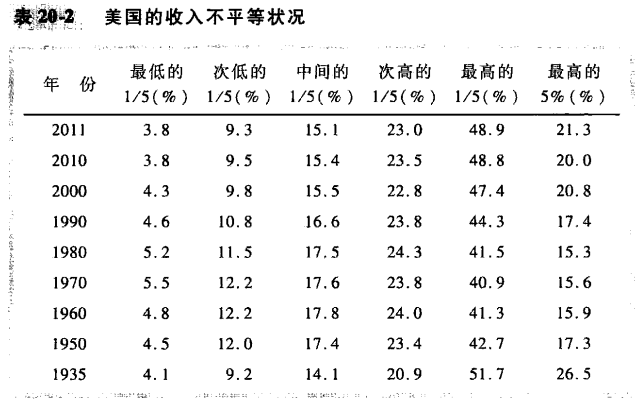 表 20-2 美国的收入不平等状况
年 份 最低的 1/5(%) 次低的 1/5(%) 中间的 1/5(%) 次高的 1/5(%) 最高的 1/5(%) 最高的 5%(%)
2011 3.8 9.3 15.1 23.0 48.9 21.3
2010 3.8 9.5 15.4 23.5 48.8 20.0
2000 4.3 9.8 15.5 22.8 47.4 20.8
1990 4.6 10.8 16.6 23.8 44.3 17.4
1980 5.2 11.5 17.5 24.3 41.5 15.3
1970 5.5 12.2 17.6 23.8 40.9 15.6
1960 4.8 12.2 17.8 24.0 41.3 15.9
1950 4.5 12.0 17.4 23.4 42.7 17.3
1935 4.1 9.2 14.1 20.9 51.7 26.5